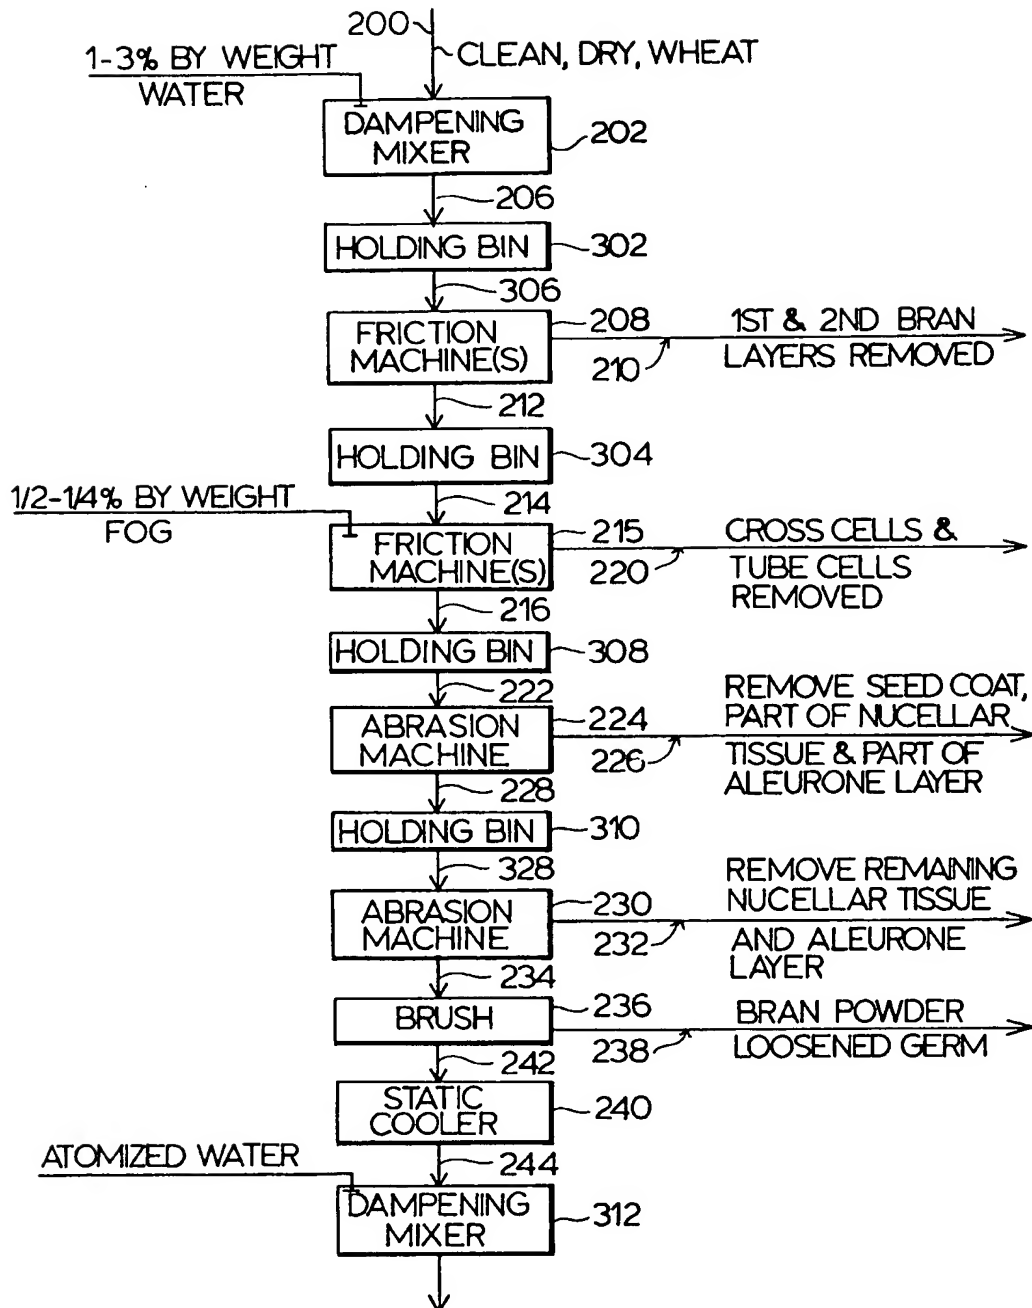 200
CLEAN, DRY, WHEAT
1-3% BY WEIGHT
WATER
DAMPENING
MIXER
202
206
HOLDING BIN
302
306
FRICTION
MACHINE(S)
208
210
1ST & 2ND BRAN
LAYERS REMOVED
212
HOLDING BIN
304
214
1/2-1/4% BY WEIGHT
FOG
FRICTION
MACHINE(S)
215
220
CROSS CELLS &
TUBE CELLS
REMOVED
216
HOLDING BIN
308
222
ABRASION
MACHINE
224
226
REMOVE SEED COAT,
PART OF NUCELLAR
TISSUE & PART OF
ALEURONE LAYER
228
HOLDING BIN
310
328
ABRASION
MACHINE
230
232
REMOVE REMAINING
NUCELLAR TISSUE
AND ALEURONE
LAYER
234
BRUSH
236
238
BRAN POWDER
LOOSENED GERM
242
STATIC
COOLER
240
244
ATOMIZED WATER
DAMPENING
MIXER
312